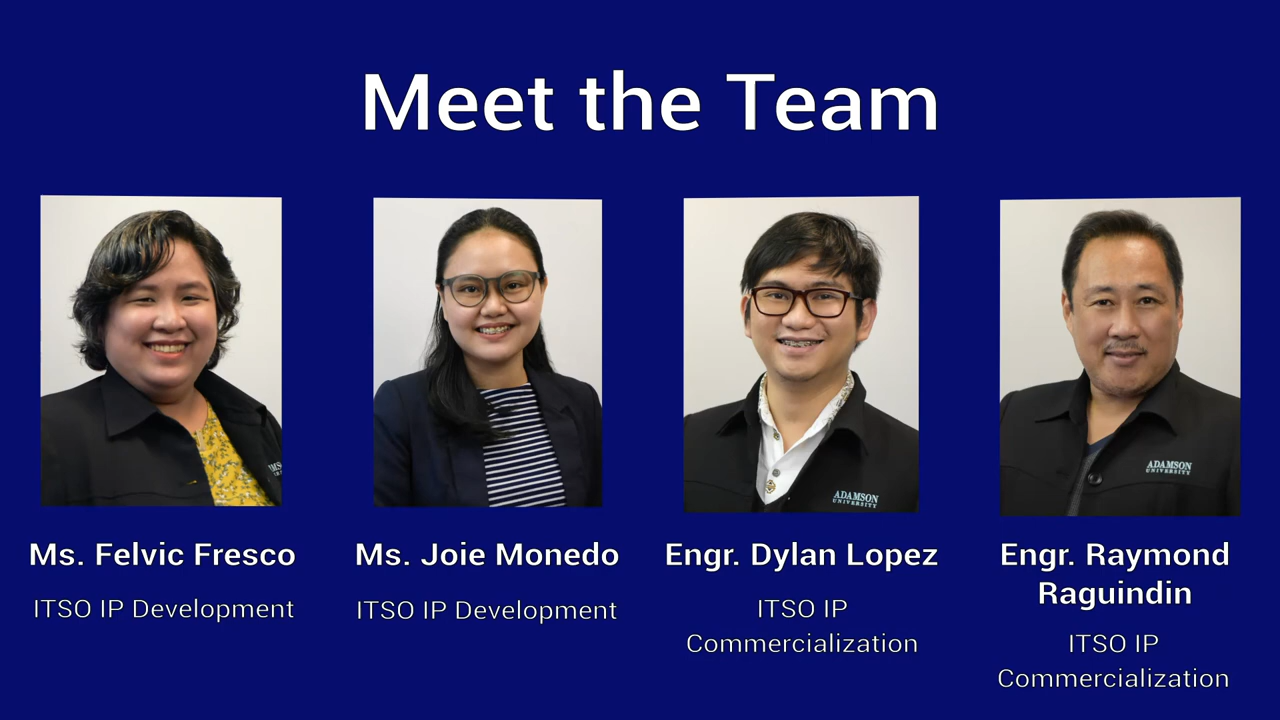 Meet the Team
ADAMSON
UNIVERSITY
ADAMSON
UNIVERSITY
Ms. Felvic Fresco
ITSO IP Development
Ms. Joie Monedo
ITSO IP Development
Engr. Dylan Lopez
ITSO IP
Commercialization
Engr. Raymond
Raguindin
ITSO IP
Commercialization